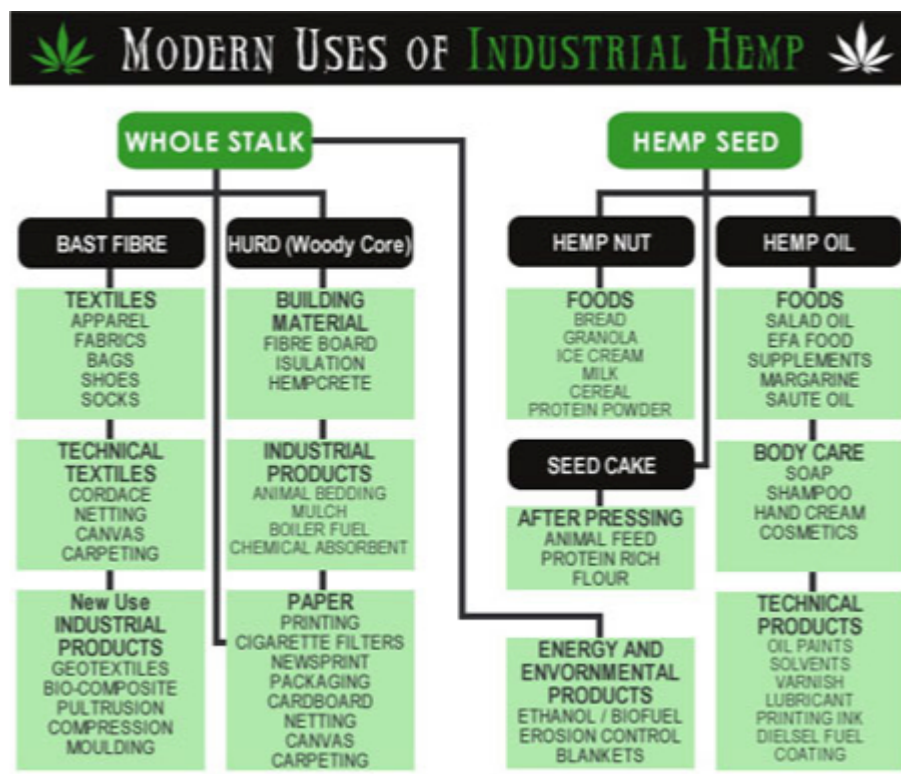 MODERN USES OF INDUSTRIAL HEMP
WHOLE STALK
BAST FIBRE
TEXTILES
APPAREL
FABRICS
BAGS
SHOES
SOCKS
TECHNICAL
TEXTILES
CORDACE
NETTING
CANVAS
CARPETING
New Use
INDUSTRIAL
PRODUCTS
GEOTEXTILES
BIO-COMPOSITE
PULTRUSION
COMPRESSION
MOULDING
HURD (Woody Core)
BUILDING
MATERIAL
FIBRE BOARD
ISULATION
HEMPCRETE
INDUSTRIAL
PRODUCTS
ANIMAL BEDDING
MULCH
BOILER FUEL
CHEMICAL ABSORBENT
PAPER
PRINTING
CIGARETTE FILTERS
NEWSPRINT
PACKAGING
CARDBOARD
NETTING
CANVAS
CARPETING
HEMP SEED
HEMP NUT
FOODS
BREAD
GRANOLA
ICE CREAM
MILK
CEREAL
PROTEIN POWDER
SEED CAKE
AFTER PRESSING
ANIMAL FEED
PROTEIN RICH
FLOUR
ENERGY AND
ENVORNMENTAL
PRODUCTS
ETHANOL / BIOFUEL
EROSION CONTROL
BLANKETS
HEMP OIL
FOODS
SALAD OIL
EFA FOOD
SUPPLEMENTS
MARGARINE
SAUTE OIL
BODY CARE
SOAP
SHAMPOO
HAND CREAM
COSMETICS
TECHNICAL
PRODUCTS
OIL PAINTS
SOLVENTS
VARNISH
LUBRICANT
PRINTING INK
DIELSEL FUEL
COATING